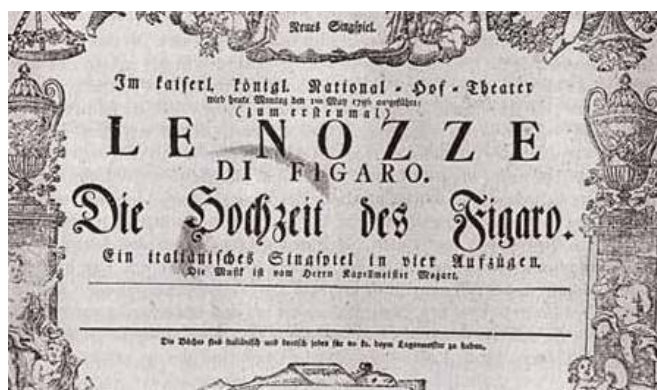 Neues Singspiel.
Im kaiserl. königl. National-Hof-Theater
wird heute Montag den 1ten May 1786 aufgeführt:
(zum erstenmal)
LE NOZZE
DI FIGARO.
Die Hochzeit des Figaro.
Ein italiänisches Singspiel in vier Aufzügen.
Die Musik ist vom Herrn Kapellmeister Mozart.
Die Bücher sind italiänisch und deutsch jedes für 20 kr. beym Logenmeister zu haben.